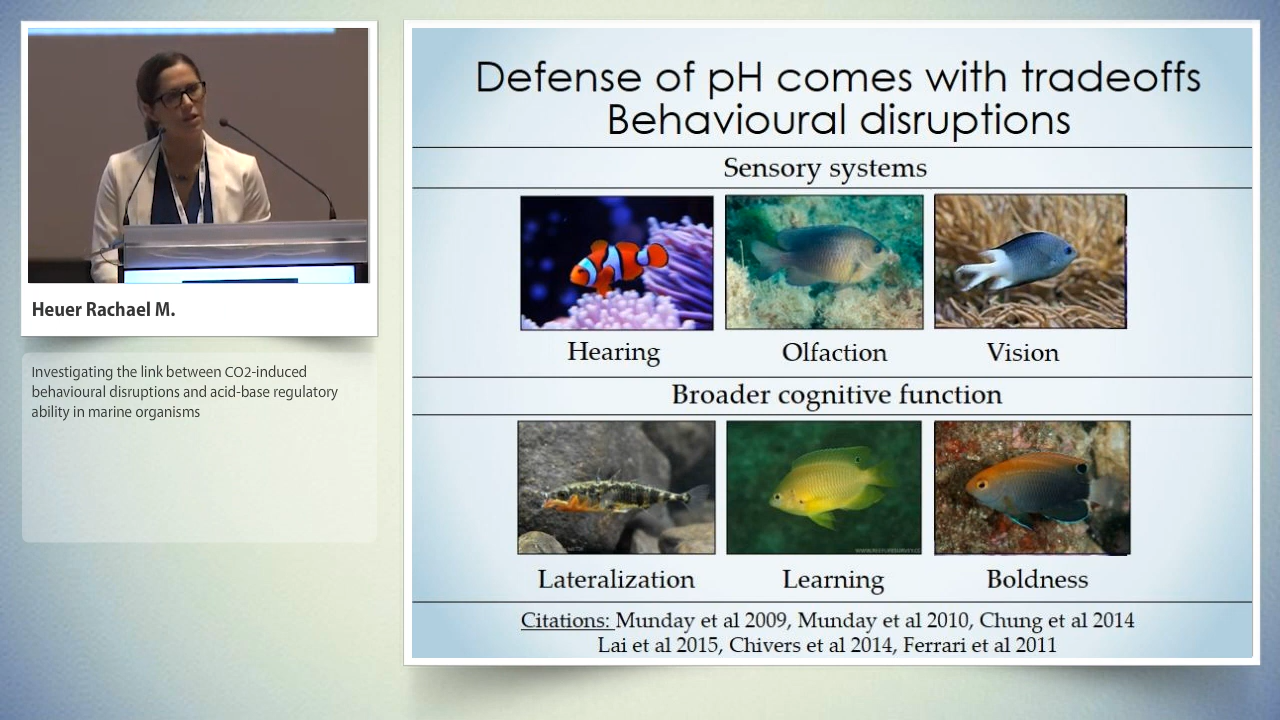 Heuer Rachael M.
Investigating the link between CO2-induced
behavioural disruptions and acid-base regulatory
ability in marine organisms
Defense of pH comes with tradeoffs
Behavioural disruptions
Sensory systems
Hearing
Olfaction
Vision
Broader cognitive function
Lateralization
Learning
Boldness
Citations: Munday et al 2009, Munday et al 2010, Chung et al 2014
Lai et al 2015, Chivers et al 2014, Ferrari et al 2011